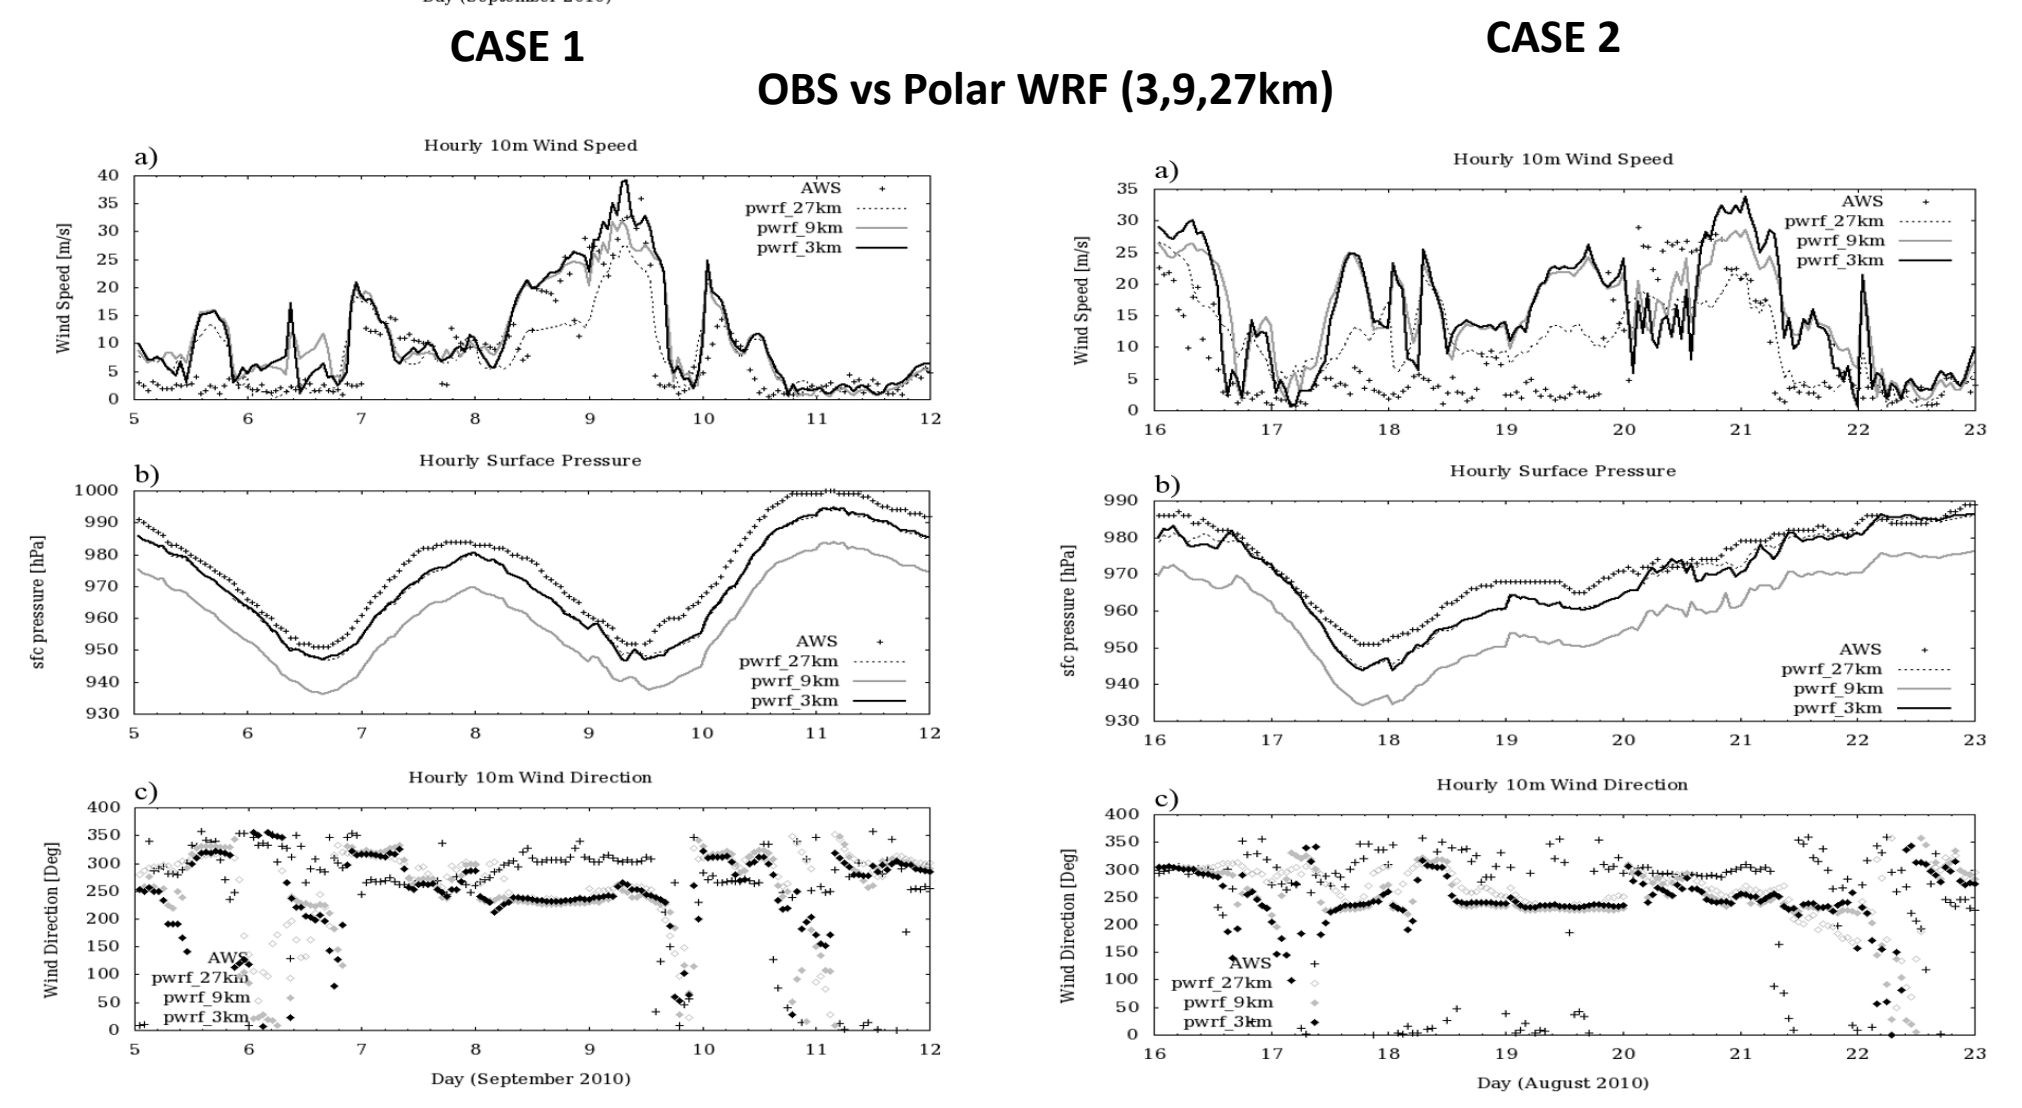 Day (September 2010)
CASE 1
CASE 2
OBS vs Polar WRF (3,9,27km)
a)
Hourly 10m Wind Speed
Wind Speed [m/s]
40
35
30
25
20
15
10
5
0
AWS
pwrf_27km
pwrf_9km
pwrf_3km
5 6 7 8 9 10 11 12
b)
Hourly Surface Pressure
sfc pressure [hPa]
1000
990
980
970
960
950
940
930
AWS
pwrf_27km
pwrf_9km
pwrf_3km
5 6 7 8 9 10 11 12
c)
Hourly 10m Wind Direction
Wind Direction [Deg]
400
350
300
250
200
150
100
50
0
AWS
pwrf_27km
pwrf_9km
pwrf_3km
5 6 7 8 9 10 11 12
Day (September 2010)
a)
Hourly 10m Wind Speed
Wind Speed [m/s]
35
30
25
20
15
10
5
0
AWS
pwrf_27km
pwrf_9km
pwrf_3km
16 17 18 19 20 21 22 23
b)
Hourly Surface Pressure
sfc pressure [hPa]
990
980
970
960
950
940
930
AWS
pwrf_27km
pwrf_9km
pwrf_3km
16 17 18 19 20 21 22 23
c)
Hourly 10m Wind Direction
Wind Direction [Deg]
400
350
300
250
200
150
100
50
0
AWS
pwrf_27km
pwrf_9km
pwrf_3km
16 17 18 19 20 21 22 23
Day (August 2010)